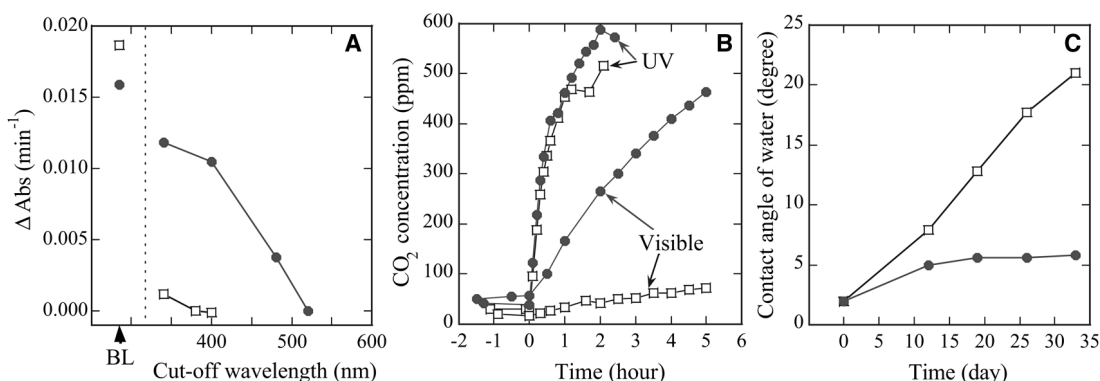 A
0.020
0.015
0.010
0.005
0.000
Δ Abs (min-1)
BL
300
400
500
600
Cut-off wavelength (nm)
B
600
500
400
300
200
100
0
CO2 concentration (ppm)
UV
Visible
-2 -1 0 1 2 3 4 5 6
Time (hour)
C
25
20
15
10
5
0
Contact angle of water (degree)
0 5 10 15 20 25 30 35
Time (day)